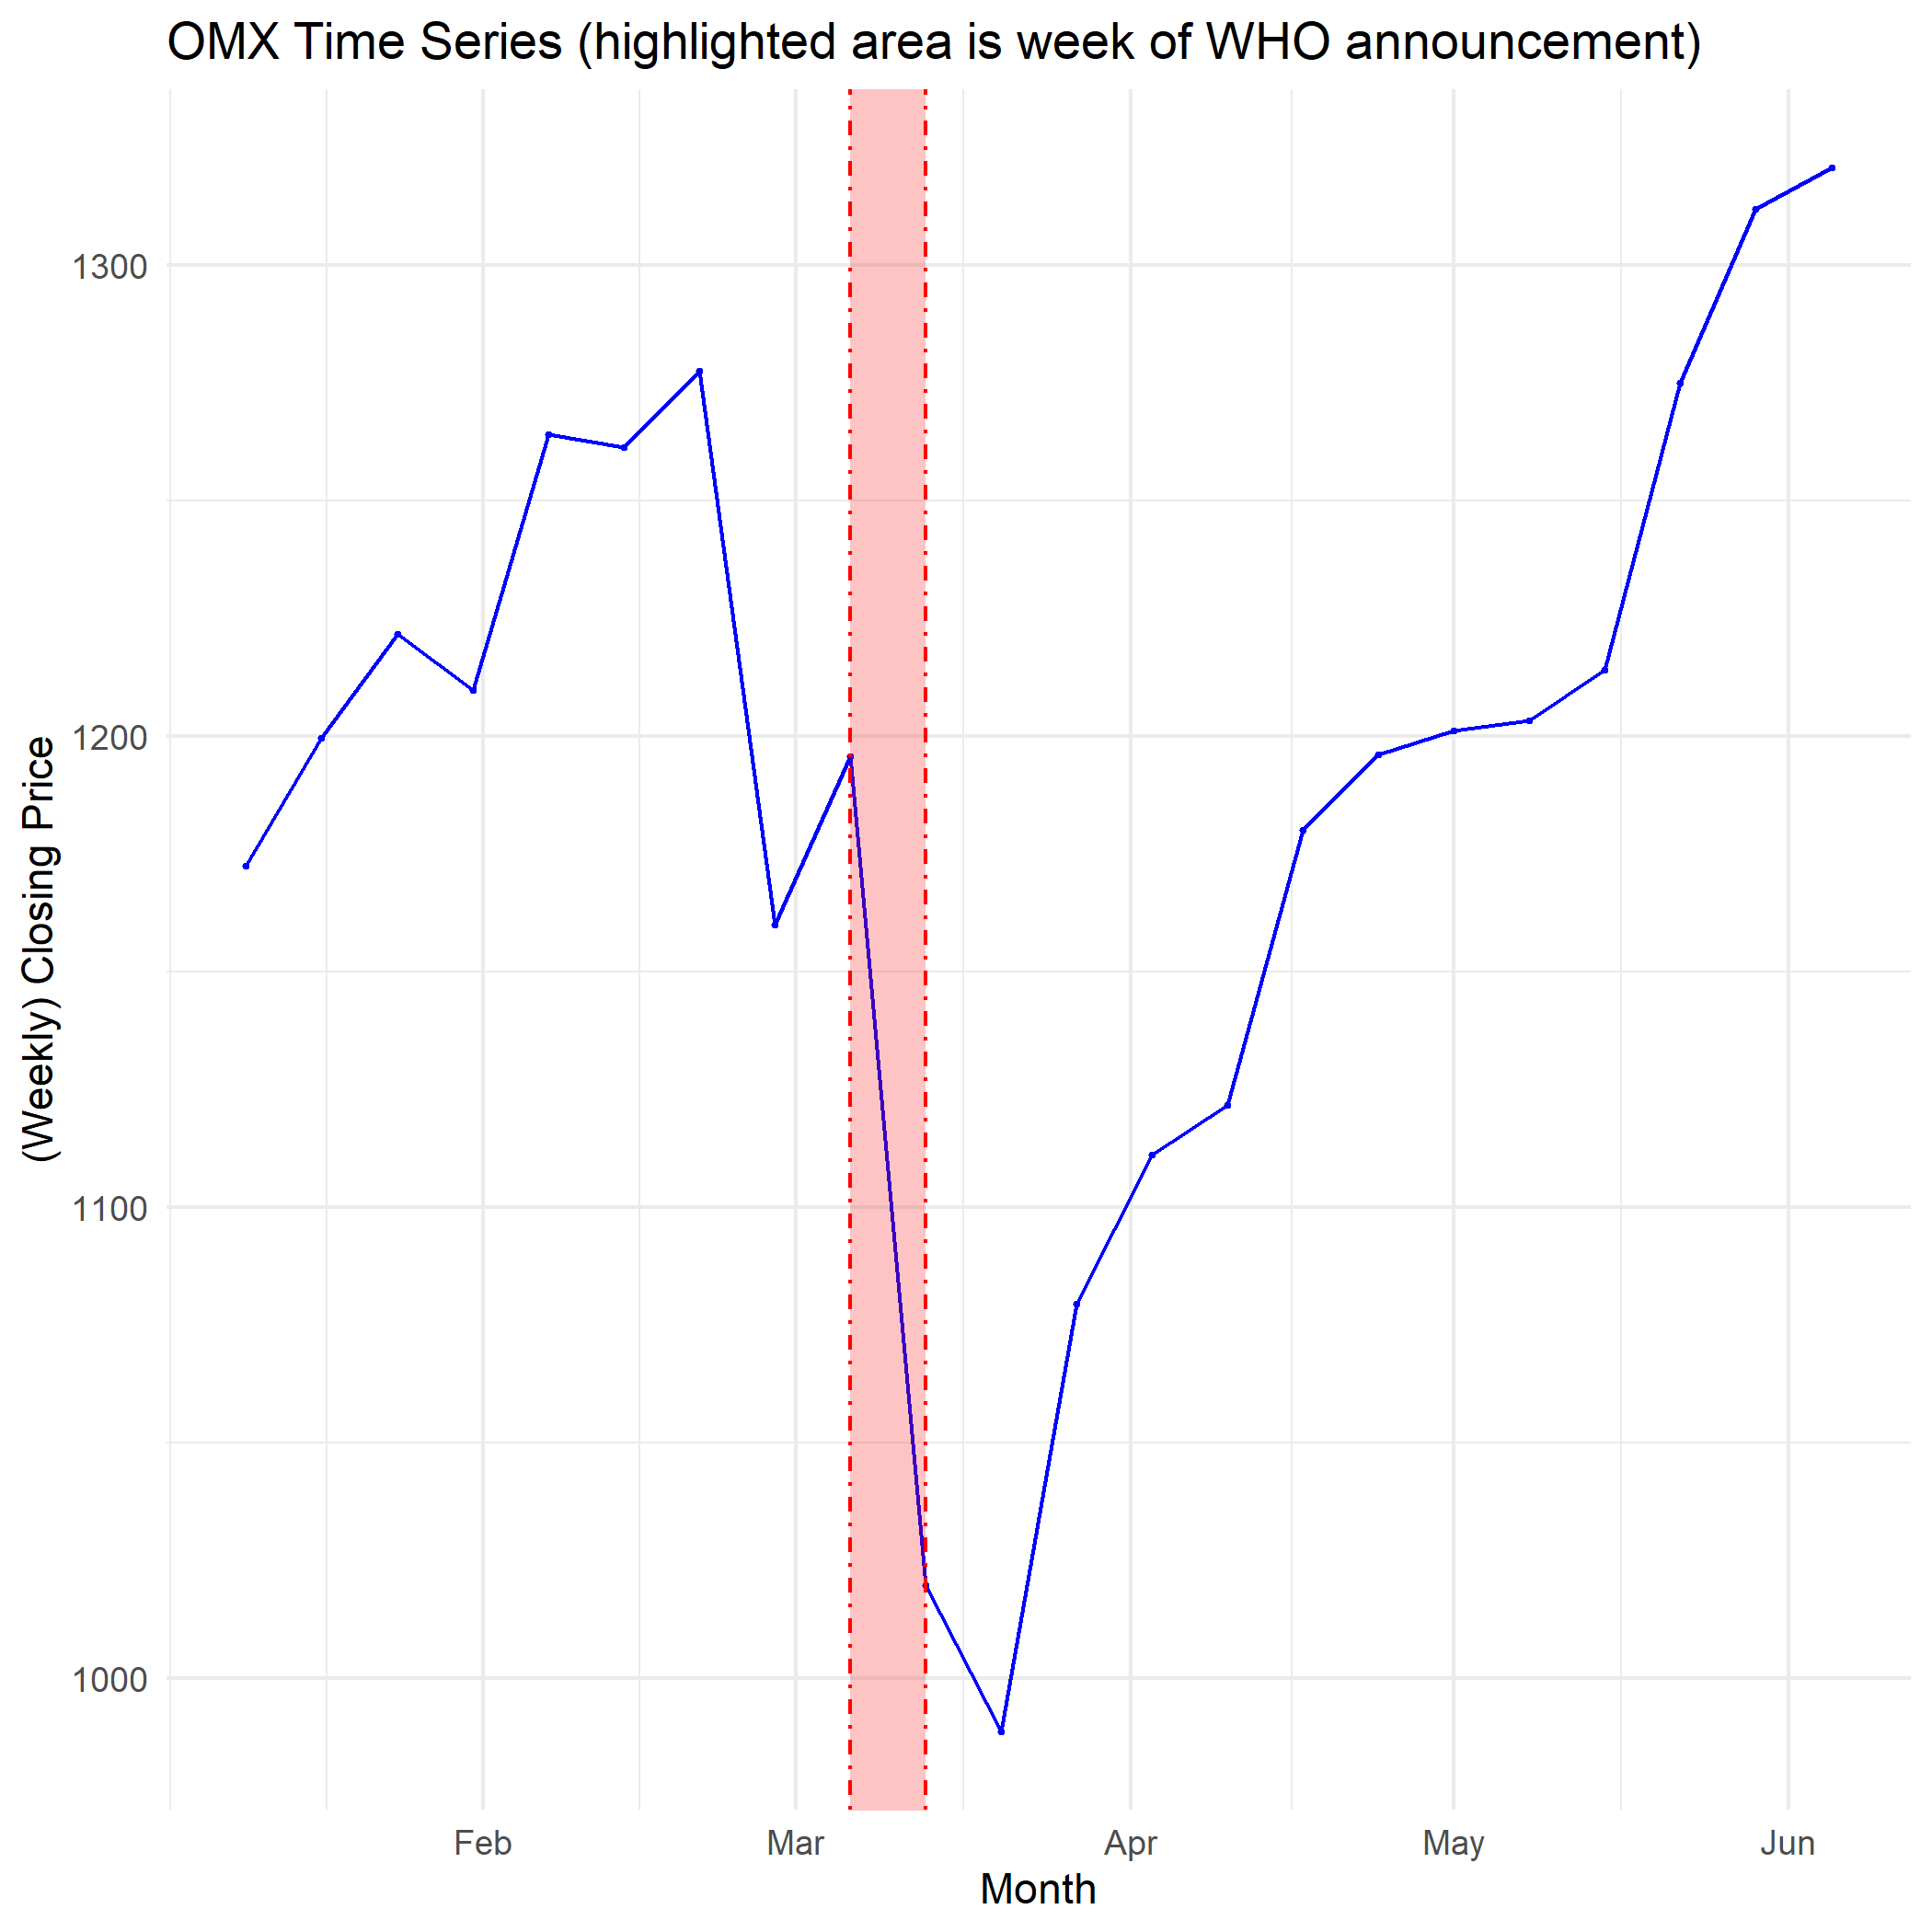 OMX Time Series (highlighted area is week of WHO announcement)
(Weekly) Closing Price
1300
1200
1100
1000
Feb
Mar
Apr
May
Jun
Month